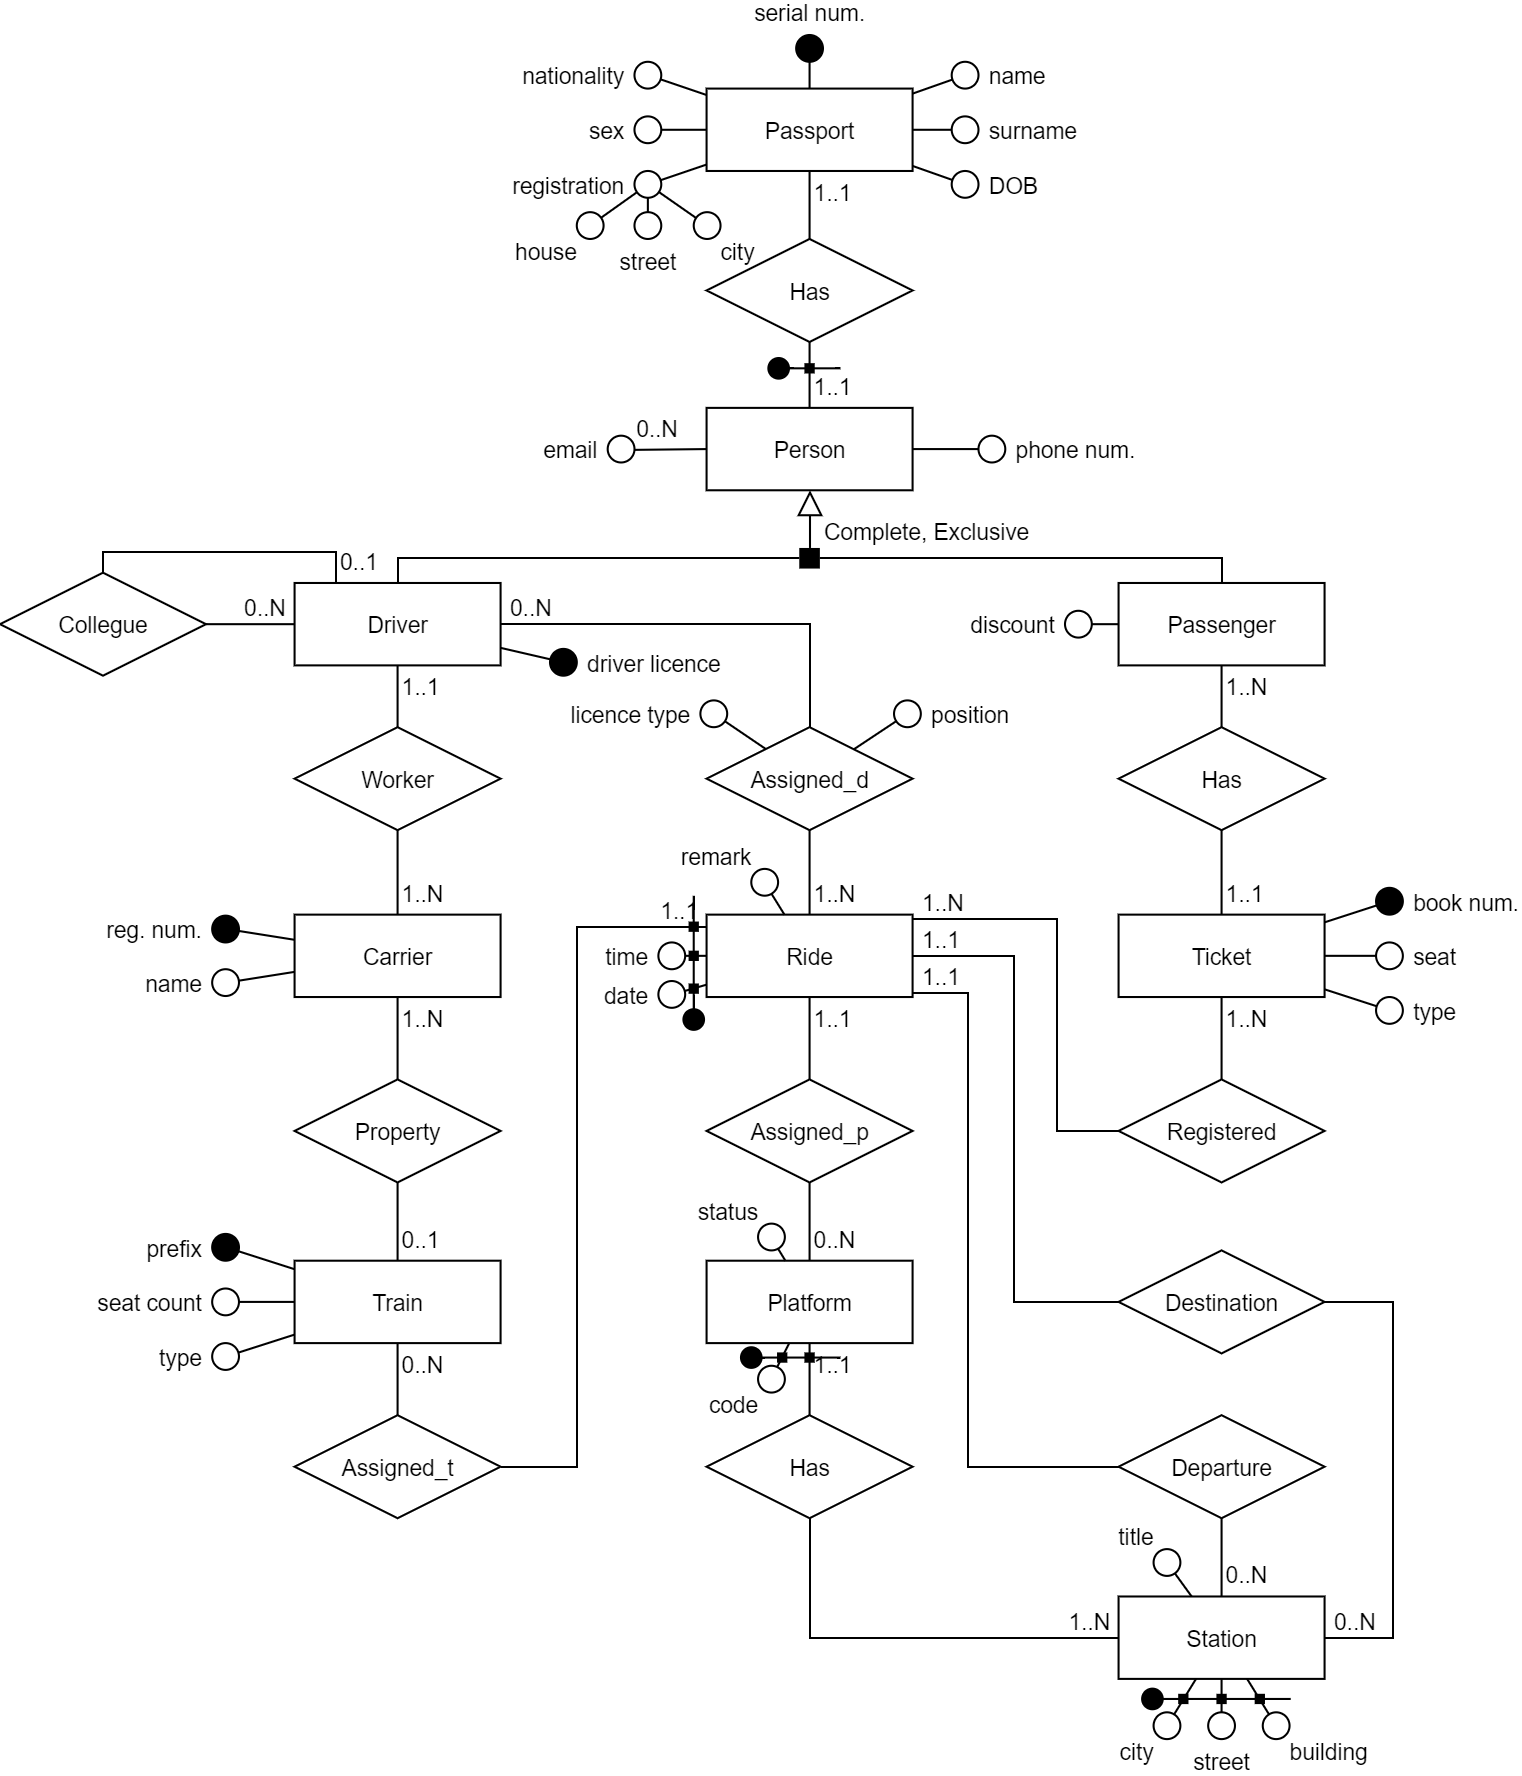 serial num.
nationality
name
Passport
sex
surname
registration
DOB
1..1
house
street
city
Has
1..1
0..N
email
Person
phone num.
Complete, Exclusive
0..1
0..N
0..N
Collegue
Driver
discount
Passenger
driver licence
1..1
1..N
licence type
position
Worker
Assigned_d
Has
remark
1..N
1..N
1..1
1..1
1..N
book num.
reg. num.
1..1
Carrier
time
Ride
Ticket
seat
name
1..1
date
type
1..N
1..1
1..N
Property
Assigned_p
Registered
status
0..1
0..N
prefix
seat count
Train
Platform
Destination
type
0..N
1..1
code
Assigned_t
Has
Departure
title
0..N
1..N
0..N
Station
city
street
building